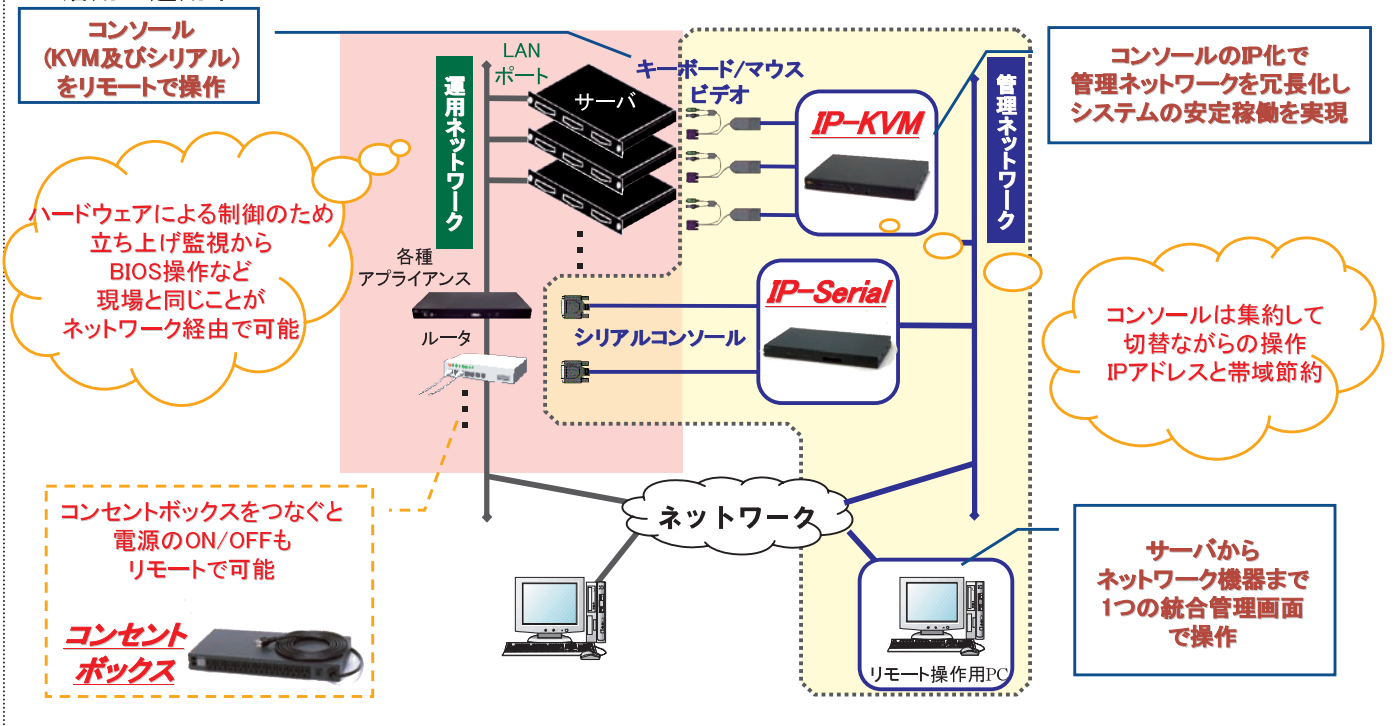 コンソール
(KVM及びシリアル)
をリモートで操作
LAN
ポート
運用ネットワーク
サーバ
キーボード/マウス
ビデオ
IP-KVM
管理ネットワーク
コンソールのIP化で
管理ネットワークを冗長化し
システムの安定稼働を実現
ハードウェアによる制御のため
立ち上げ監視から
BIOS操作など
現場と同じことが
ネットワーク経由で可能
各種
アプライアンス
ルータ
IP-Serial
シリアルコンソール
コンソールは集約して
切替ながらの操作
IPアドレスと帯域節約
コンセントボックスをつなぐと
電源のON/OFFも
リモートで可能
コンセント
ボックス
ネットワーク
リモート操作用PC
サーバから
ネットワーク機器まで
1つの統合管理画面
で操作